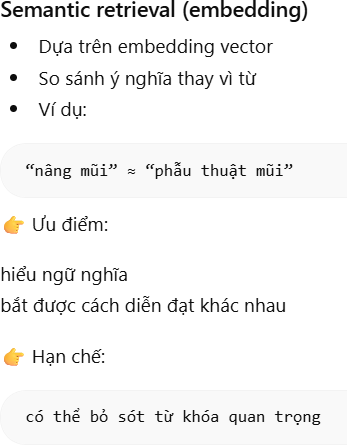 Semantic retrieval (embedding)
• Dựa trên embedding vector
• So sánh ý nghĩa thay vì từ
• Ví dụ:
“nâng mũi” ≈ “phẫu thuật mũi”
👉 Ưu điểm:
hiểu ngữ nghĩa
bắt được cách diễn đạt khác nhau
👉 Hạn chế:
có thể bỏ sót từ khóa quan trọng